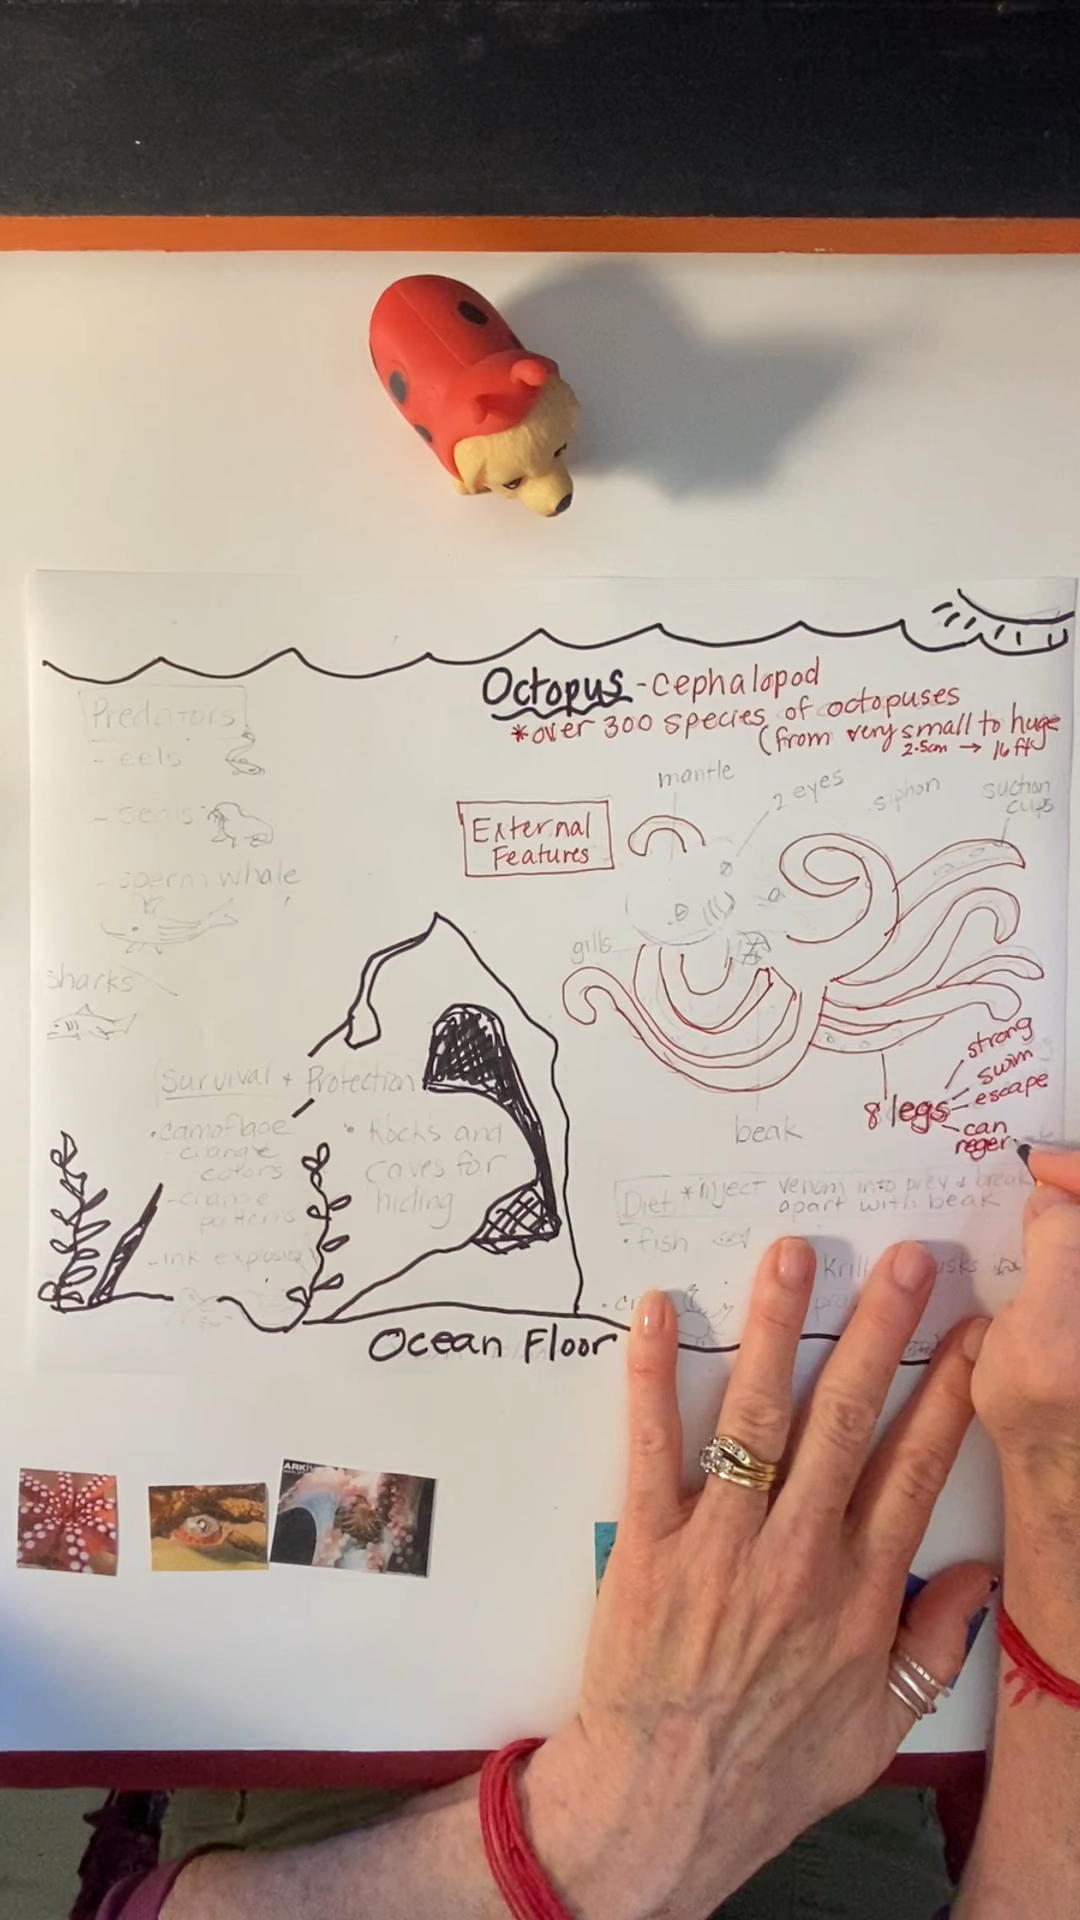 Octopus - cephalopod
*over 300 species of octopuses
(from very small to huge
2.5cm → 16 ft
Predators
- eels
- seals
- sperm whale
sharks
External
Features
mantle
2 eyes
siphon
suction
cups
gills
beak
8 legs
strong
swim
escape
can
reger
Survival + Protection
• camoflage
- change
colors
- change
patterns
- ink explosion
• Rocks and
caves for
hiding
Diet *inject venom into prey & break
apart with beak
• fish
krill
Ocean Floor